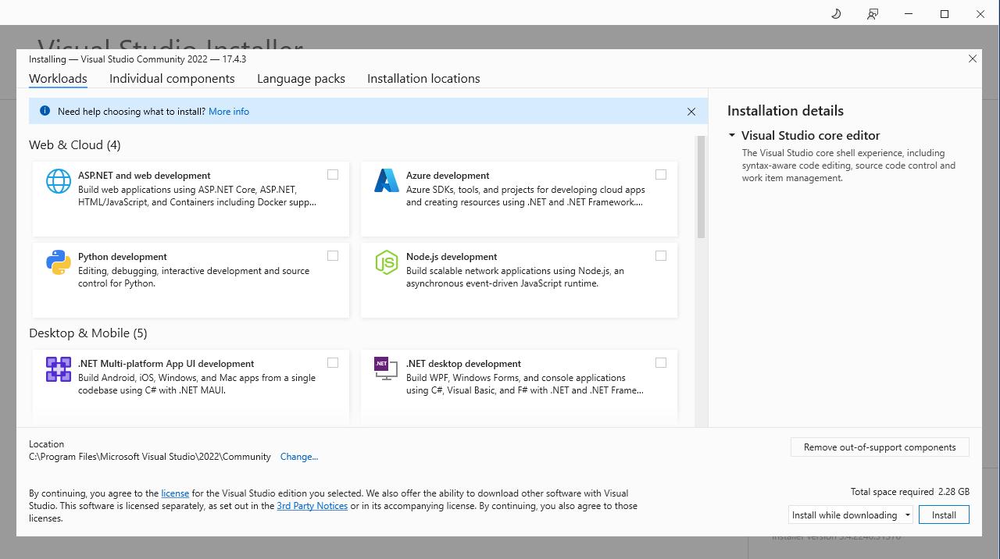 Visual Studio Installer
Installing — Visual Studio Community 2022 — 17.4.3
Workloads
Individual components
Language packs
Installation locations
Need help choosing what to install? More info
Web & Cloud (4)
ASP.NET and web development
Build web applications using ASP.NET Core, ASP.NET,
HTML/JavaScript, and Containers including Docker supp...
Azure development
Azure SDKs, tools, and projects for developing cloud apps
and creating resources using .NET and .NET Framework....
Python development
Editing, debugging, interactive development and source
control for Python.
Node.js development
Build scalable network applications using Node.js, an
asynchronous event-driven JavaScript runtime.
Desktop & Mobile (5)
.NET Multi-platform App UI development
Build Android, iOS, Windows, and Mac apps from a single
codebase using C# with .NET MAUI.
.NET
.NET desktop development
Build WPF, Windows Forms, and console applications
using C#, Visual Basic, and F# with .NET and .NET Frame...
Installation details
Visual Studio core editor
The Visual Studio core shell experience, including
syntax-aware code editing, source code control and
work item management.
Location
C:\Program Files\Microsoft Visual Studio\2022\Community Change...
Remove out-of-support components
By continuing, you agree to the license for the Visual Studio edition you selected. We also offer the ability to download other software with Visual
Studio. This software is licensed separately, as set out in the 3rd Party Notices or in its accompanying license. By continuing, you also agree to those
licenses.
Total space required 2.28 GB
Install while downloading
Install